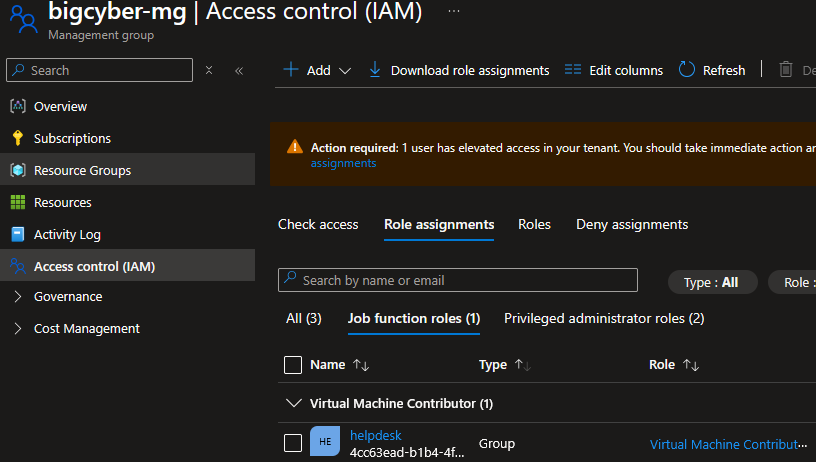 bigcyber-mg | Access control (IAM) ···
Management group
Search
«
Add
Download role assignments
Edit columns
Refresh
Overview
Subscriptions
Resource Groups
Resources
Activity Log
Access control (IAM)
Governance
Cost Management
Action required: 1 user has elevated access in your tenant. You should take immediate action
assignments
Check access
Role assignments
Roles
Deny assignments
Search by name or email
Type : All
Role :
All (3)
Job function roles (1)
Privileged administrator roles (2)
Name ↑↓
Type ↑↓
Role ↑↓
Virtual Machine Contributor (1)
HE
helpdesk
4cc63ead-b1b4-4f...
Group
Virtual Machine Contribut...